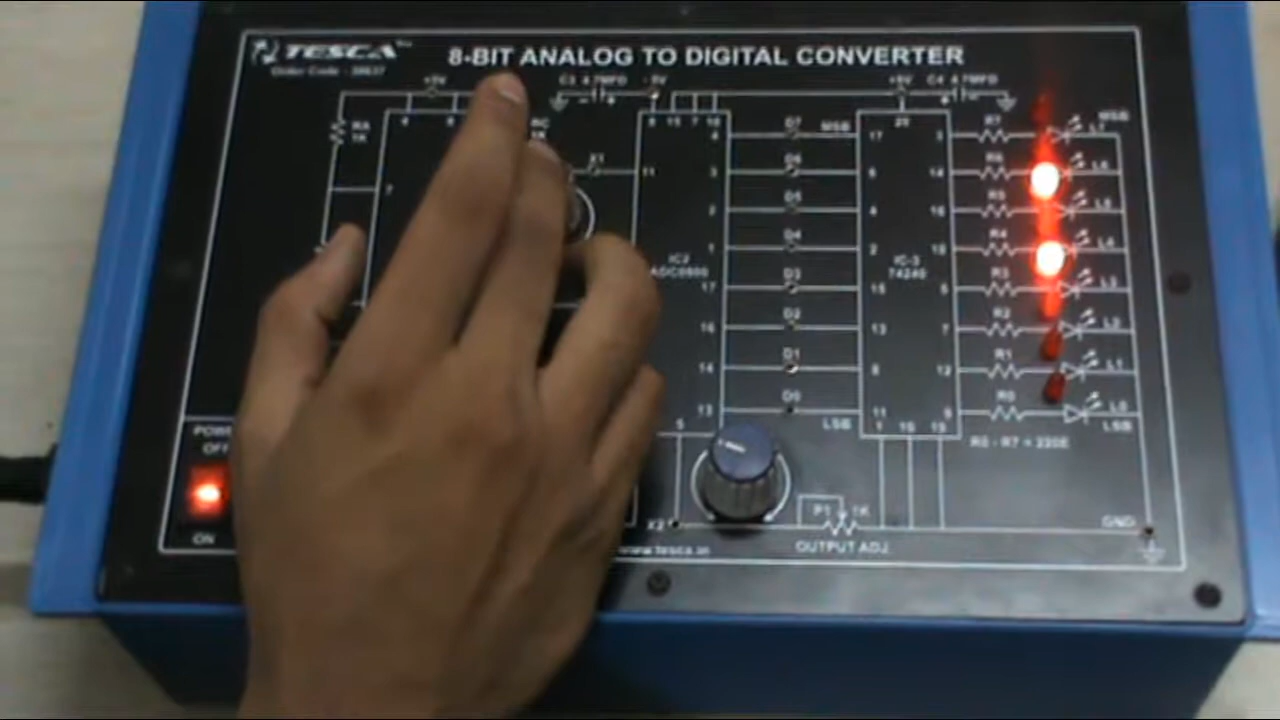 TESCA
8-BIT ANALOG TO DIGITAL CONVERTER
Order Code - 38637
+5V
C3 4.7MFD
-5V
+5V
C4 4.7MFD
MSB
4
8
15
7
10
20
1K
4
D7
MSB
17
3
R7
L7
7
X1
11
3
D6
6
14
R6
L6
2
D5
4
16
R5
L5
1
D4
2
18
R4
L4
IC2
ADC0800
IC-3
74240
17
D3
15
5
R3
L3
16
D2
13
7
R2
L2
14
D1
8
12
R1
L1
13
D0
11
9
R0
L0
5
LSB
1
10
19
LSB
R0 - R7 = 220E
OFF
ON
X2
P1
1K
GND
www.tesca.in
OUTPUT ADJ.